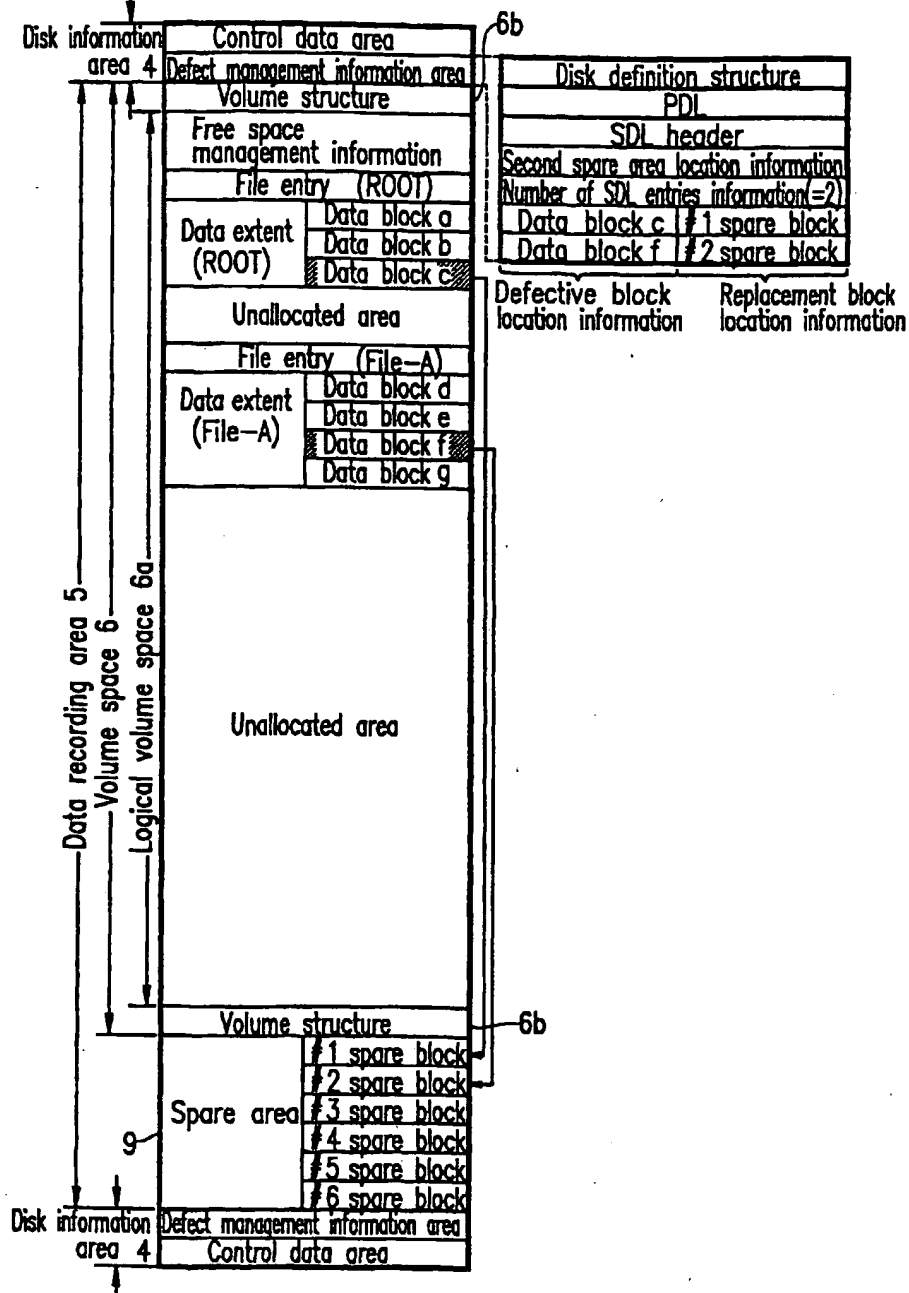 Disk information area 4
Control data area
Defect management information area
6b
Volume structure
Free space
management information
File entry (ROOT)
Data extent
(ROOT)
Data block a
Data block b
Data block c
Unallocated area
File entry (File-A)
Data extent
(File-A)
Data block d
Data block e
Data block f
Data block g
Unallocated area
Data recording area 5
Volume space 6
Logical volume space 6a
Volume structure
6b
Spare area
9
#1 spare block
#2 spare block
#3 spare block
#4 spare block
#5 spare block
#6 spare block
Disk information
area 4
Defect management information area
Control data area
Disk definition structure
PDL
SDL header
Second spare area location information
Number of SDL entries information(=2)
Data block c #1 spare block
Data block f #2 spare block
Defective block
location information
Replacement block
location information